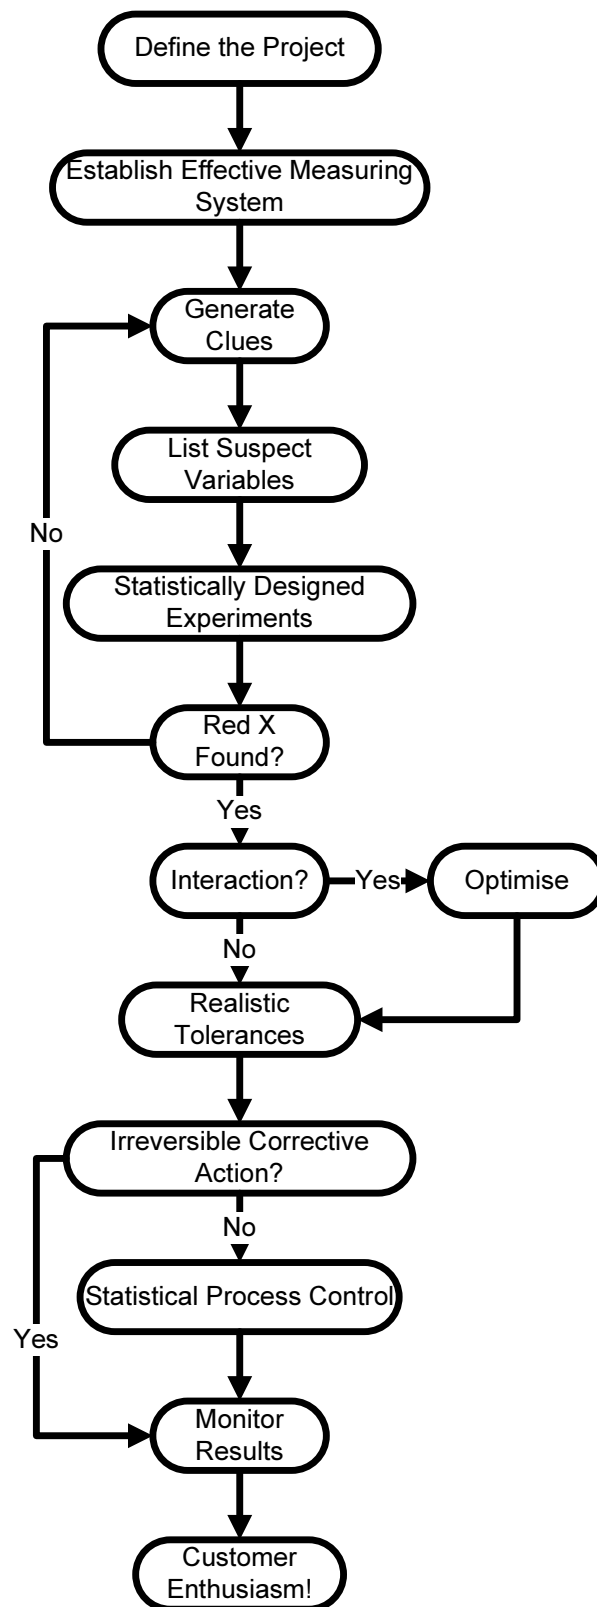 Define the Project
Establish Effective Measuring
System
Generate
Clues
List Suspect
Variables
No
Statistically Designed
Experiments
Red X
Found?
Yes
Interaction?
Yes
Optimise
No
Realistic
Tolerances
Irreversible Corrective
Action?
No
Statistical Process Control
Yes
Monitor
Results
Customer
Enthusiasm!